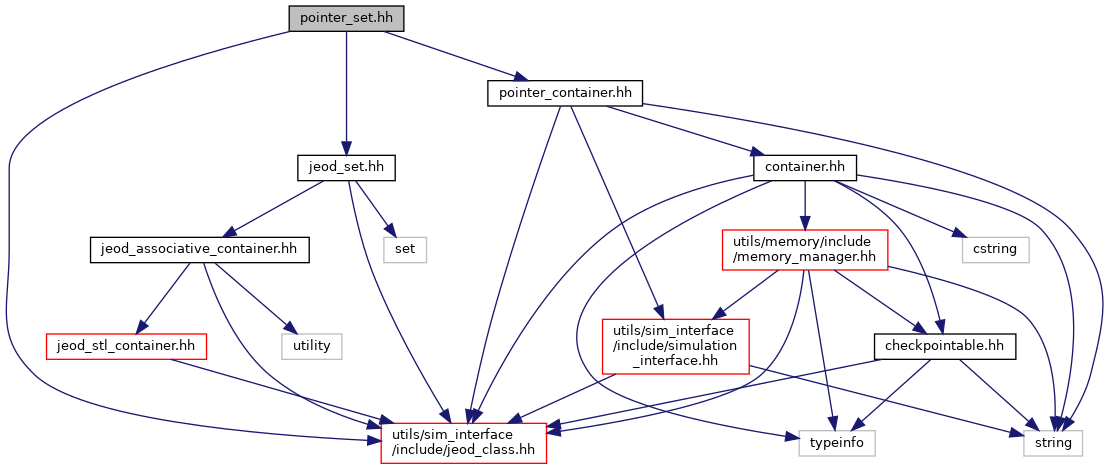 pointer_set.hh
pointer_container.hh
jeod_set.hh
container.hh
jeod_associative_container.hh
set
utils/memory/include
/memory_manager.hh
cstring
jeod_stl_container.hh
utility
utils/sim_interface
/include/simulation
_interface.hh
checkpointable.hh
utils/sim_interface
/include/jeod_class.hh
typeinfo
string